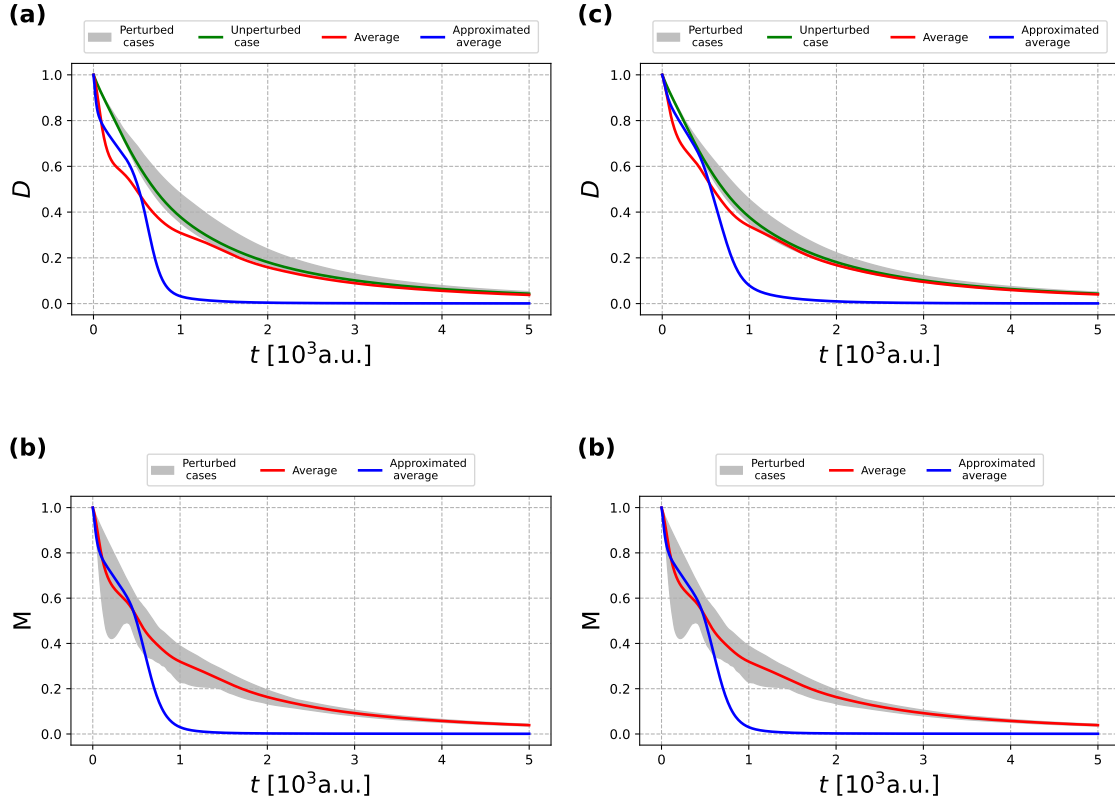 (a)
Perturbed cases
Unperturbed case
Average
Approximated average
1.0
0.8
0.6
0.4
0.2
0.0
D
0 1 2 3 4 5
t [10³a.u.]
(c)
Perturbed cases
Unperturbed case
Average
Approximated average
1.0
0.8
0.6
0.4
0.2
0.0
D
0 1 2 3 4 5
t [10³a.u.]
(b)
Perturbed cases
Average
Approximated average
1.0
0.8
0.6
0.4
0.2
0.0
M
0 1 2 3 4 5
t [10³a.u.]
(b)
Perturbed cases
Average
Approximated average
1.0
0.8
0.6
0.4
0.2
0.0
M
0 1 2 3 4 5
t [10³a.u.]